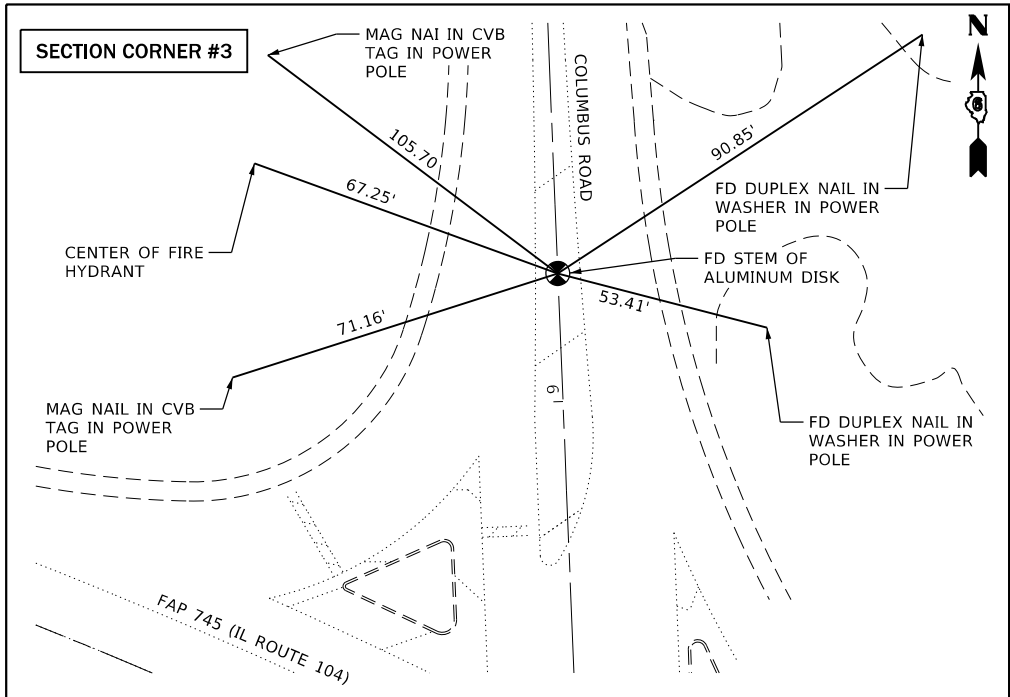 SECTION CORNER #3
MAG NAI IN CVB
TAG IN POWER
POLE
COLUMBUS ROAD
N
6
105.70'
90.85'
67.25'
FD DUPLEX NAIL IN
WASHER IN POWER
POLE
CENTER OF FIRE
HYDRANT
FD STEM OF
ALUMINUM DISK
53.41'
71.16'
6
MAG NAIL IN CVB
TAG IN POWER
POLE
FD DUPLEX NAIL IN
WASHER IN POWER
POLE
FAP 745 (IL ROUTE 104)